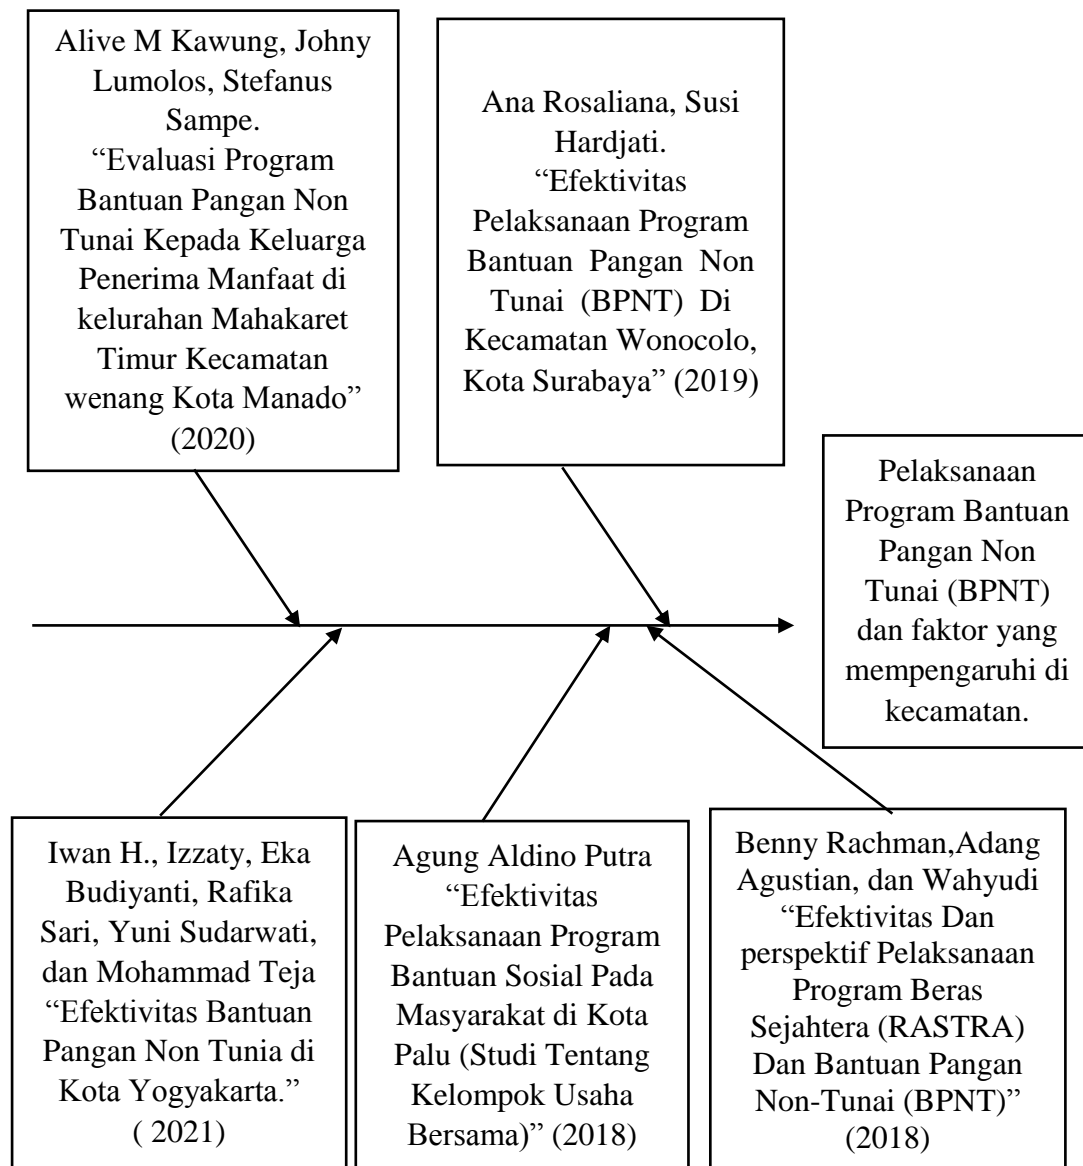 Alive M Kawung, Johny
Lumolos, Stefanus
Sampe.
“Evaluasi Program
Bantuan Pangan Non
Tunai Kepada Keluarga
Penerima Manfaat di
kelurahan Mahakaret
Timur Kecamatan
wenang Kota Manado”
(2020)
Ana Rosaliana, Susi
Hardjati.
“Efektivitas
Pelaksanaan Program
Bantuan Pangan Non
Tunai (BPNT) Di
Kecamatan Wonocolo,
Kota Surabaya” (2019)
Pelaksanaan
Program Bantuan
Pangan Non
Tunai (BPNT)
dan faktor yang
mempengaruhi di
kecamatan.
Iwan H., Izzaty, Eka
Budiyanti, Rafika
Sari, Yuni Sudarwati,
dan Mohammad Teja
“Efektivitas Bantuan
Pangan Non Tunia di
Kota Yogyakarta.”
( 2021)
Agung Aldino Putra
“Efektivitas
Pelaksanaan Program
Bantuan Sosial Pada
Masyarakat di Kota
Palu (Studi Tentang
Kelompok Usaha
Bersama)” (2018)
Benny Rachman,Adang
Agustian, dan Wahyudi
“Efektivitas Dan
perspektif Pelaksanaan
Program Beras
Sejahtera (RASTRA)
Dan Bantuan Pangan
Non-Tunai (BPNT)”
(2018)